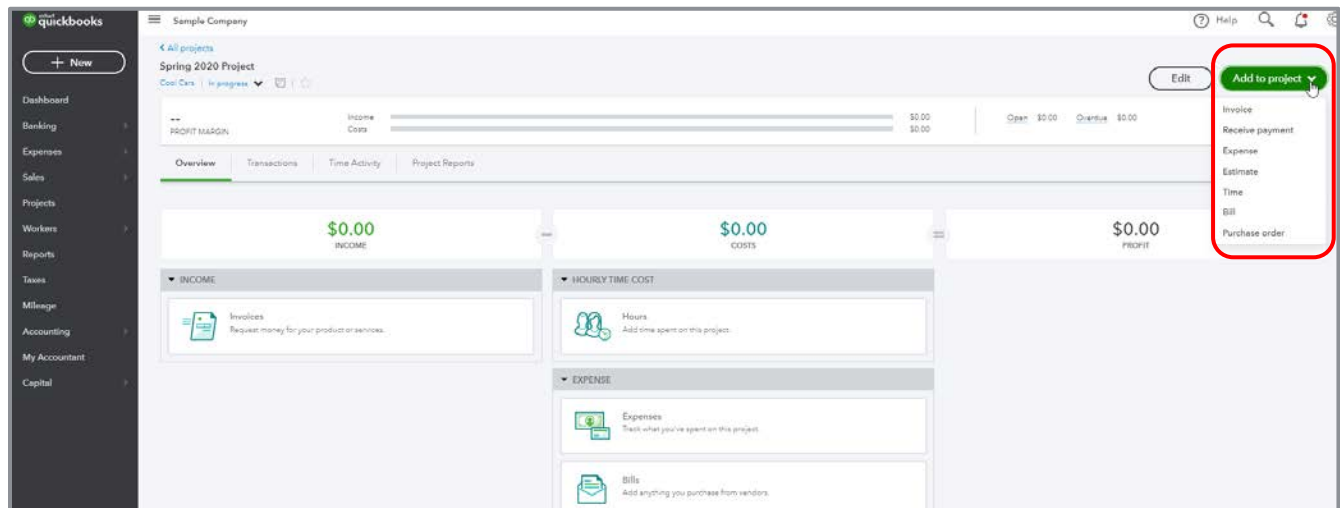 intuit quickbooks
Sample Company
Help
+ New
Dashboard
Banking
Expenses
Sales
Projects
Workers
Reports
Taxes
Mileage
Accounting
My Accountant
Capital
All projects
Spring 2020 Project
Cool Cars | In progress
Edit
Add to project
Invoice
Receive payment
Expense
Estimate
Time
Bill
Purchase order
--
PROFIT MARGIN
Income $0.00
Costs $0.00
Open $0.00 Overdue $0.00
Overview Transactions Time Activity Project Reports
$0.00
INCOME
$0.00
COSTS
$0.00
PROFIT
INCOME
Invoices
Request money for your product or services.
HOURLY TIME COST
Hours
Add time spent on this project.
EXPENSE
Expenses
Track what you've spent on this project.
Bills
Add anything you purchase from vendors.